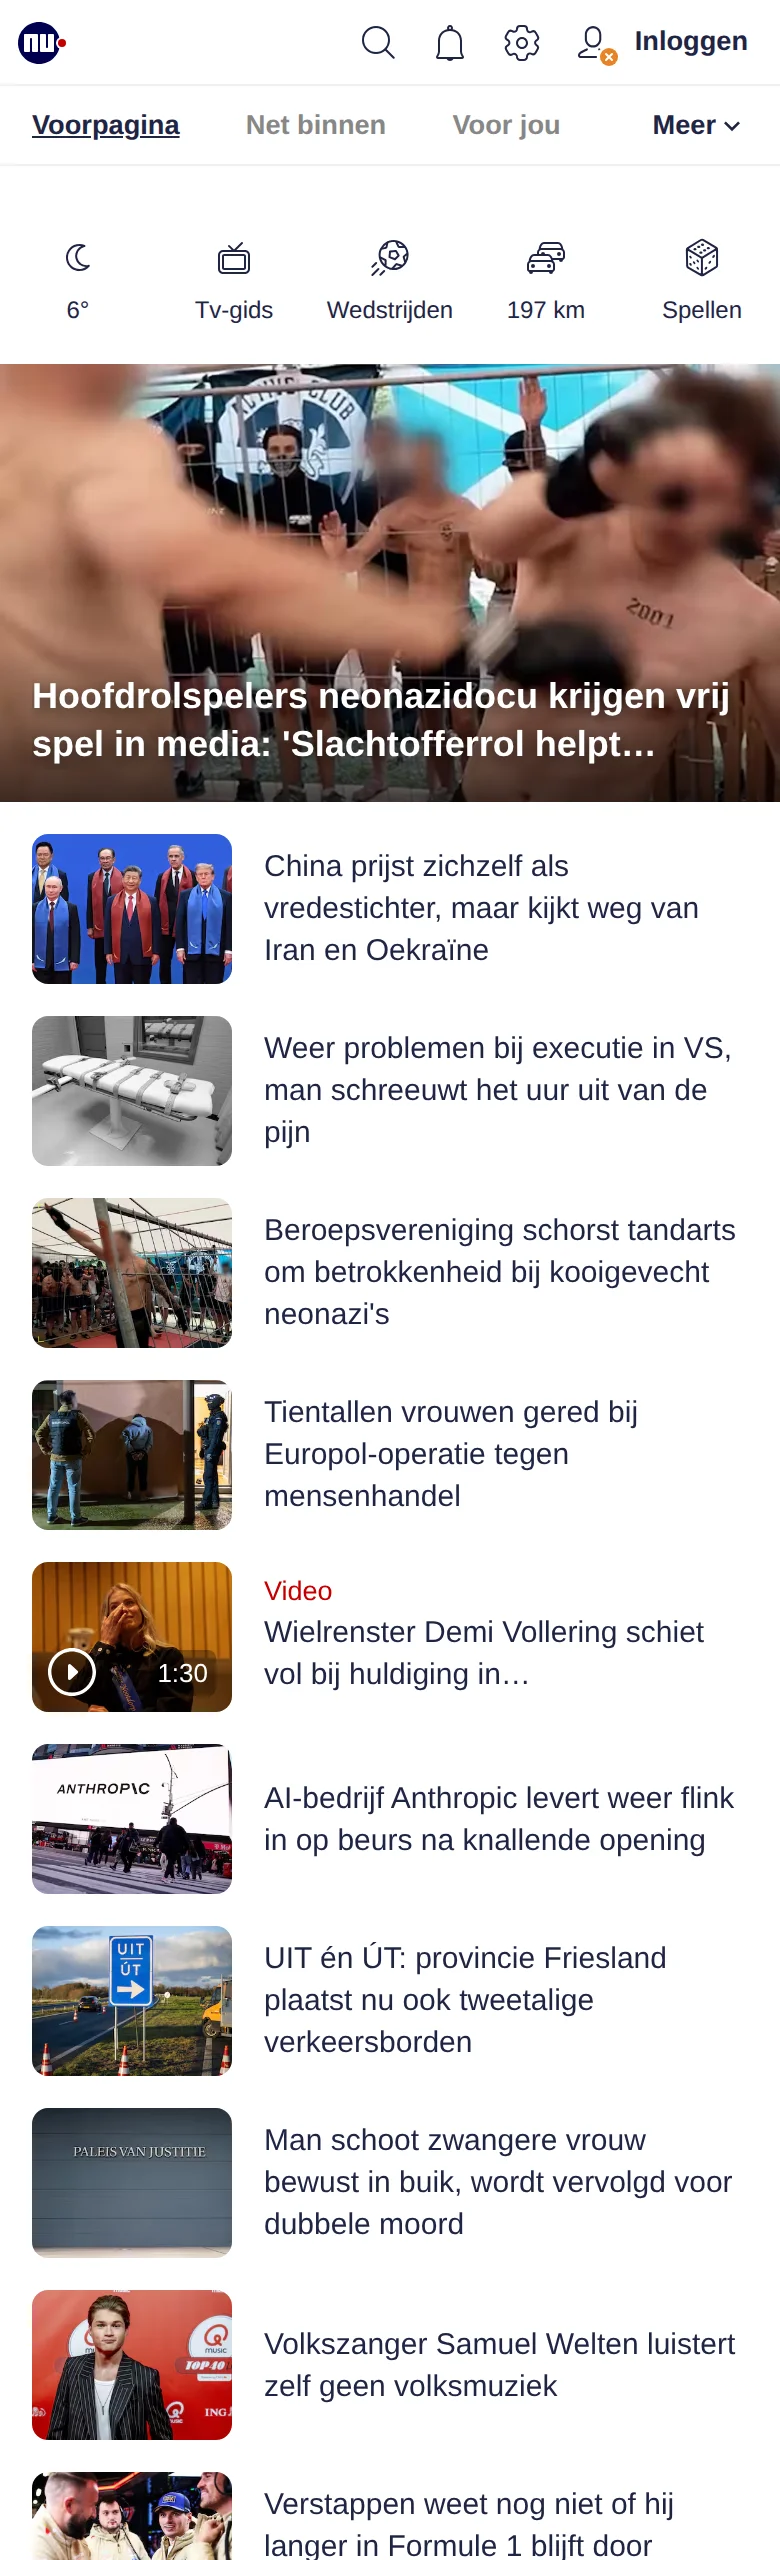 nu
Inloggen
Voorpagina
Net binnen
Voor jou
Meer
6°
Tv-gids
Wedstrijden
197 km
Spellen
ACTIVE CLUB
2001
Hoofdrolspelers neonazidocu krijgen vrij
spel in media: 'Slachtofferrol helpt…
China prijst zichzelf als
vredestichter, maar kijkt weg van
Iran en Oekraïne
Weer problemen bij executie in VS,
man schreeuwt het uur uit van de
pijn
Beroepsvereniging schorst tandarts
om betrokkenheid bij kooigevecht
neonazi's
Tientallen vrouwen gered bij
Europol-operatie tegen
mensenhandel
1:30
Video
Wielrenster Demi Vollering schiet
vol bij huldiging in…
ANTHROP\C
AI-bedrijf Anthropic levert weer flink
in op beurs na knallende opening
UIT
ÚT
UIT én ÚT: provincie Friesland
plaatst nu ook tweetalige
verkeersborden
PALEIS VAN JUSTITIE
Man schoot zwangere vrouw
bewust in buik, wordt vervolgd voor
dubbele moord
music
TOP 40
ING
Volkszanger Samuel Welten luistert
zelf geen volksmuziek
Verstappen weet nog niet of hij
langer in Formule 1 blijft door